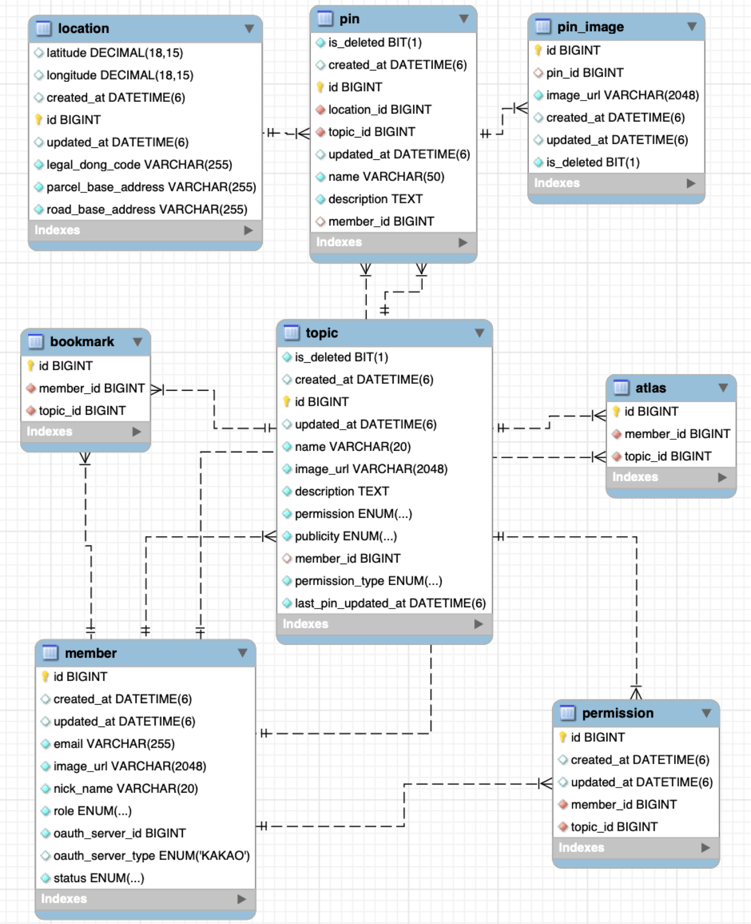 location
latitude DECIMAL(18,15)
longitude DECIMAL(18,15)
created_at DATETIME(6)
id BIGINT
updated_at DATETIME(6)
legal_dong_code VARCHAR(255)
parcel_base_address VARCHAR(255)
road_base_address VARCHAR(255)
Indexes
pin
is_deleted BIT(1)
created_at DATETIME(6)
id BIGINT
location_id BIGINT
topic_id BIGINT
updated_at DATETIME(6)
name VARCHAR(50)
description TEXT
member_id BIGINT
Indexes
pin_image
id BIGINT
pin_id BIGINT
image_url VARCHAR(2048)
created_at DATETIME(6)
updated_at DATETIME(6)
is_deleted BIT(1)
Indexes
bookmark
id BIGINT
member_id BIGINT
topic_id BIGINT
Indexes
topic
is_deleted BIT(1)
created_at DATETIME(6)
id BIGINT
updated_at DATETIME(6)
name VARCHAR(20)
image_url VARCHAR(2048)
description TEXT
permission ENUM(...)
publicity ENUM(...)
member_id BIGINT
permission_type ENUM(...)
last_pin_updated_at DATETIME(6)
Indexes
atlas
id BIGINT
member_id BIGINT
topic_id BIGINT
Indexes
member
id BIGINT
created_at DATETIME(6)
updated_at DATETIME(6)
email VARCHAR(255)
image_url VARCHAR(2048)
nick_name VARCHAR(20)
role ENUM(...)
oauth_server_id BIGINT
oauth_server_type ENUM('KAKAO')
status ENUM(...)
Indexes
permission
id BIGINT
created_at DATETIME(6)
updated_at DATETIME(6)
member_id BIGINT
topic_id BIGINT
Indexes